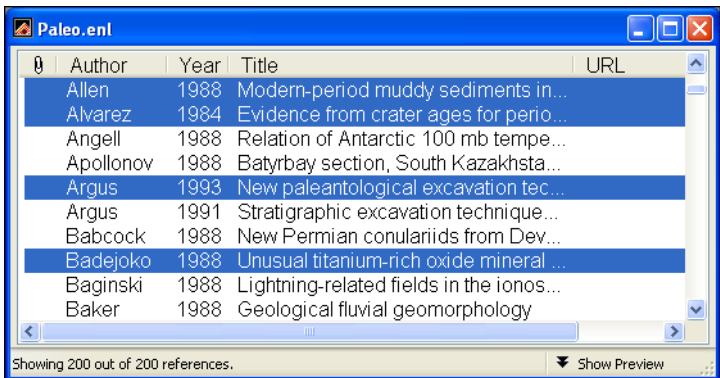 Paleo.enl
Author Year Title URL
Allen 1988 Modern-period muddy sediments in...
Alvarez 1984 Evidence from crater ages for perio...
Angell 1988 Relation of Antarctic 100 mb tempe...
Apollonov 1988 Batyrbay section, South Kazakhsta...
Argus 1993 New paleantological excavation tec...
Argus 1991 Stratigraphic excavation technique...
Babcock 1988 New Permian conulariids from Dev...
Badejoko 1988 Unusual titanium-rich oxide mineral ...
Baginski 1988 Lightning-related fields in the ionos...
Baker 1988 Geological fluvial geomorphology
Showing 200 out of 200 references. Show Preview